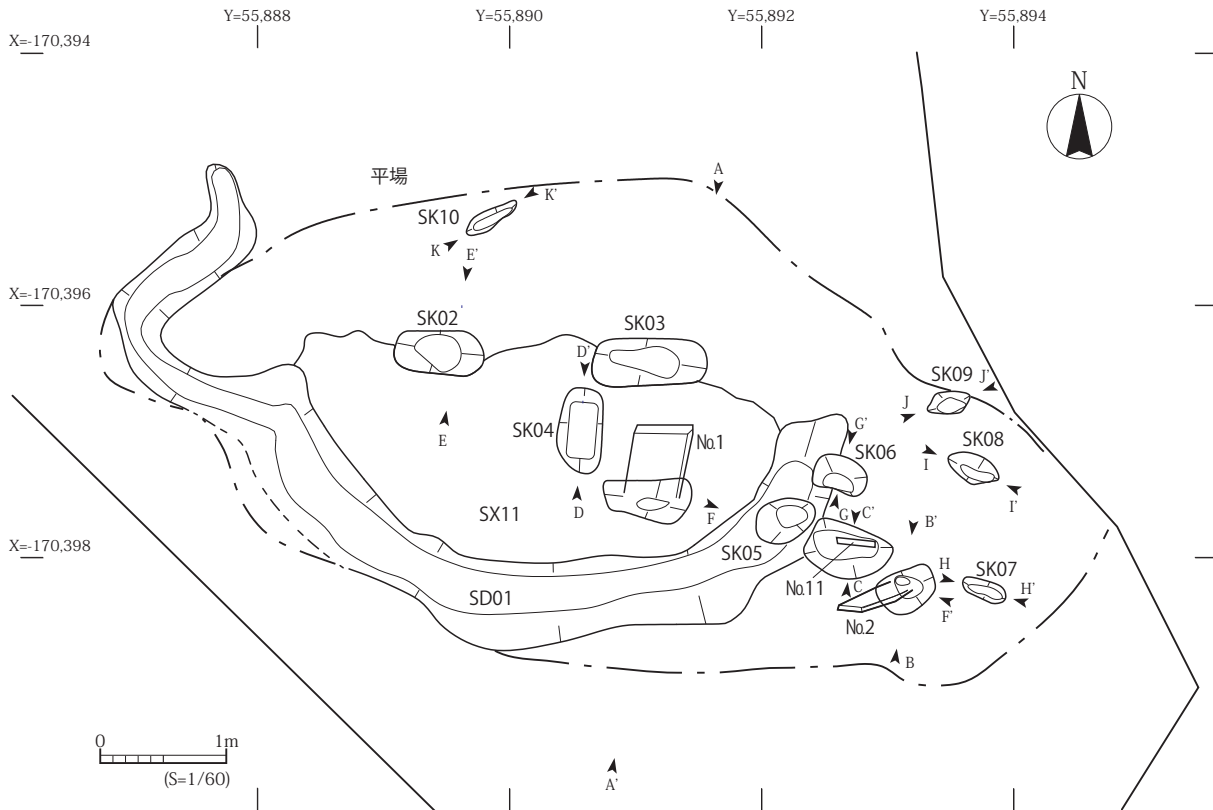 Y=55,888
Y=55,890
Y=55,892
Y=55,894
X=-170,394
N
平場
A
K'
SK10
K
E'
X=-170,396
SK02
SK03
D'
SK09
J'
J
G'
SK04
No.1
SK06
SK08
E
I
I'
D
F
SX11
G
C'
B'
X=-170,398
SK05
H
SK07
No.11
C
H'
SD01
F'
No.2
B
0
1m
(S=1/60)
A'